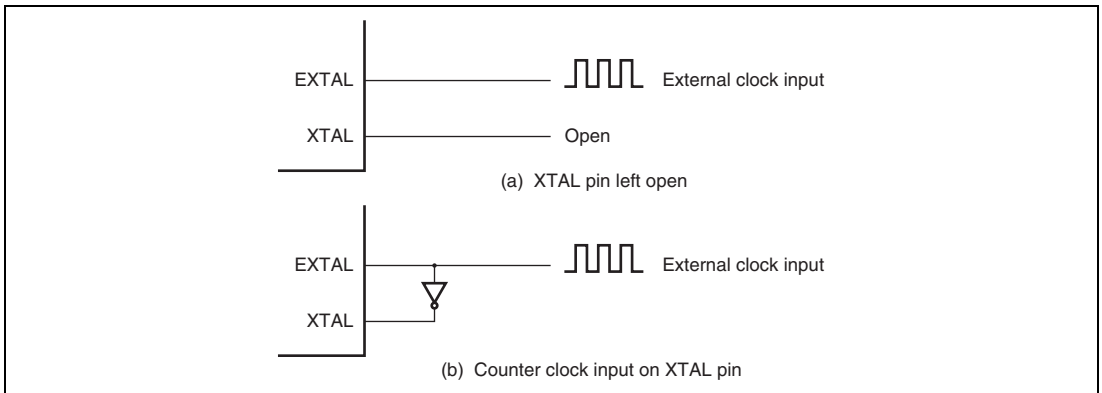 EXTAL
External clock input
XTAL
Open
(a) XTAL pin left open
EXTAL
External clock input
XTAL
(b) Counter clock input on XTAL pin